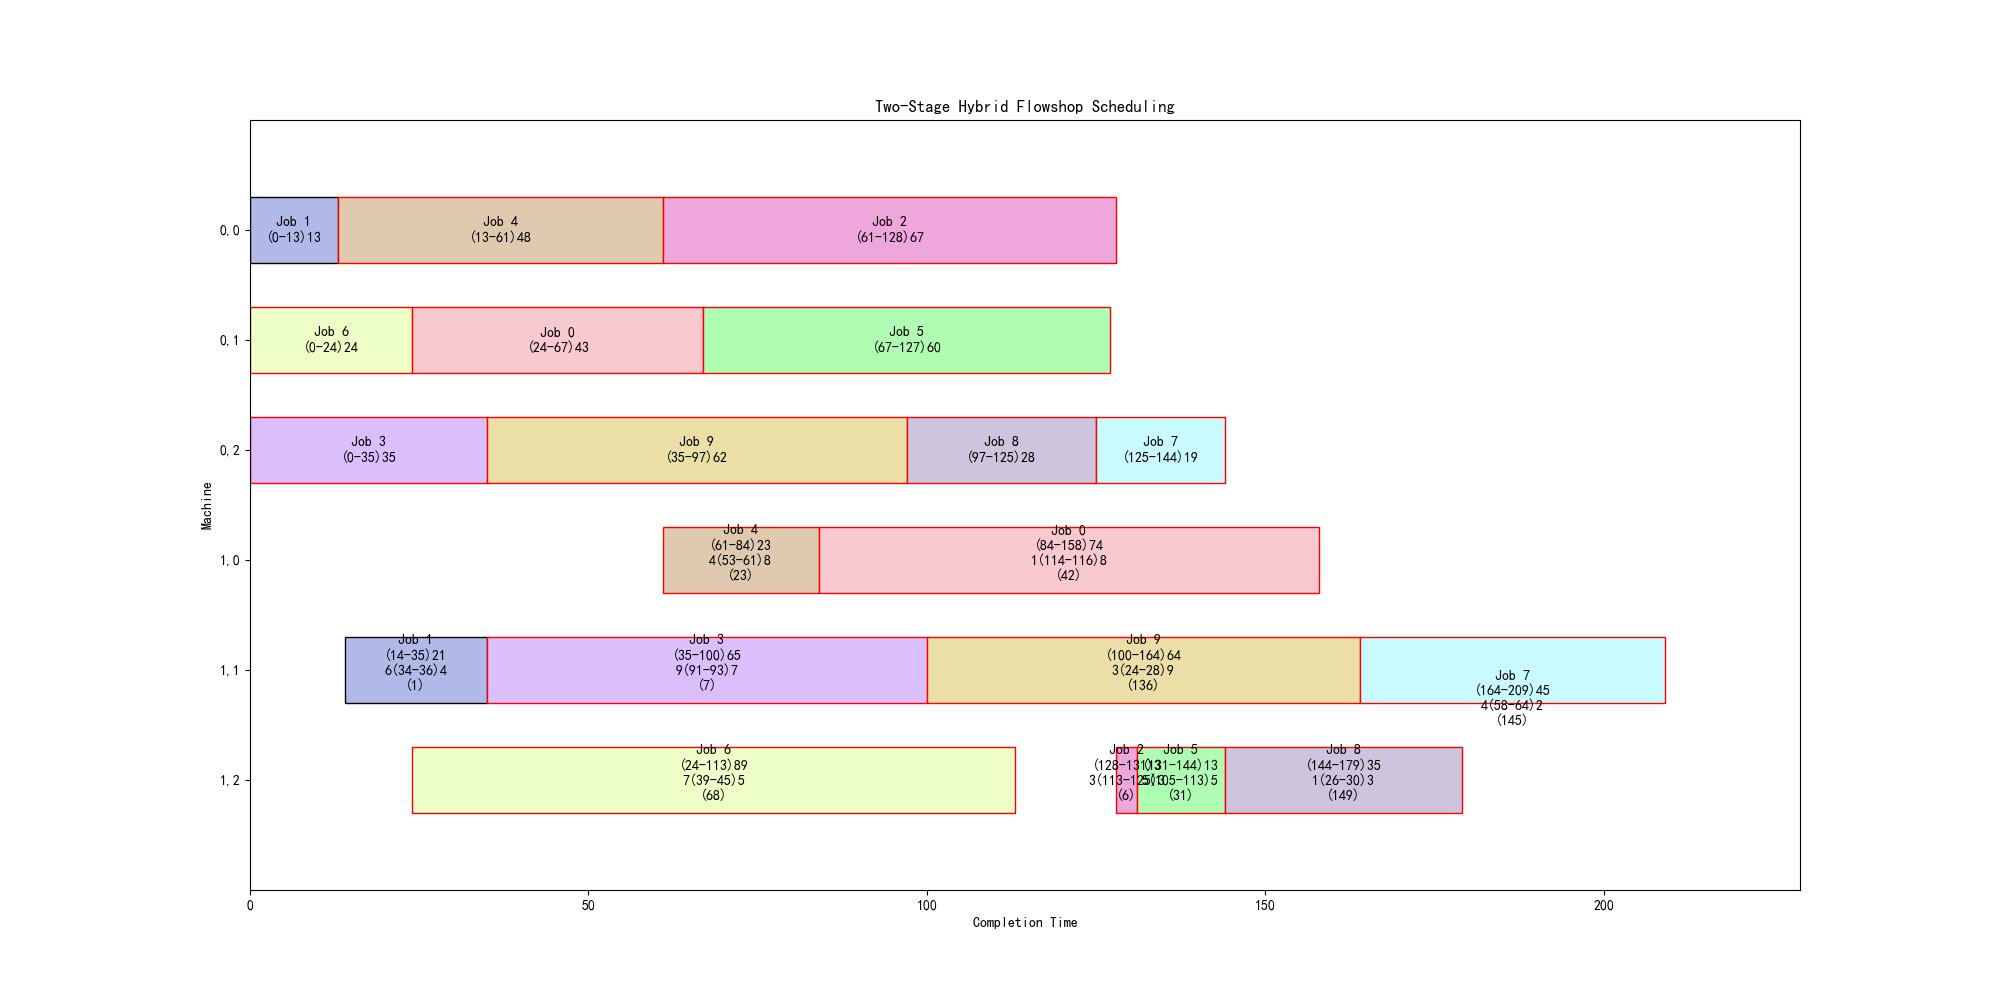 Two-Stage Hybrid Flowshop Scheduling
Machine
0,0
Job 1
(0-13)13
Job 4
(13-61)48
Job 2
(61-128)67
0,1
Job 6
(0-24)24
Job 0
(24-67)43
Job 5
(67-127)60
0,2
Job 3
(0-35)35
Job 9
(35-97)62
Job 8
(97-125)28
Job 7
(125-144)19
1,0
Job 4
(61-84)23
4(53-61)8
(23)
Job 0
(84-158)74
1(114-116)8
(42)
1,1
Job 1
(14-35)21
6(34-36)4
(1)
Job 3
(35-100)65
9(91-93)7
(7)
Job 9
(100-164)64
3(24-28)9
(136)
Job 7
(164-209)45
4(58-64)2
(145)
1,2
Job 6
(24-113)89
7(39-45)5
(68)
Job 2
(128-131)3
(6)
Job 5
(131-144)13
(31)
Job 8
(144-179)35
1(26-30)3
(149)
0
50
100
150
200
Completion Time